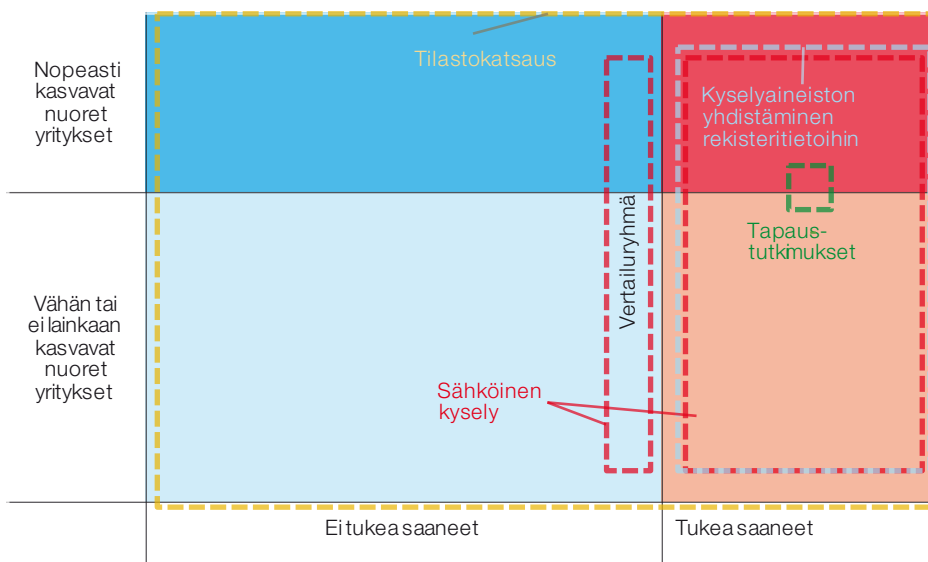 Nopeasti
kasvavat
nuoret
yritykset
Tilastokatsaus
Kyselyaineiston
yhdistäminen
rekisteritietoihin
Tapaus-
tutkimukset
Vertailuryhmä
Vähän tai
ei lainkaan
kasvavat
nuoret
yritykset
Sähköinen
kysely
Ei tukea saaneet
Tukea saaneet